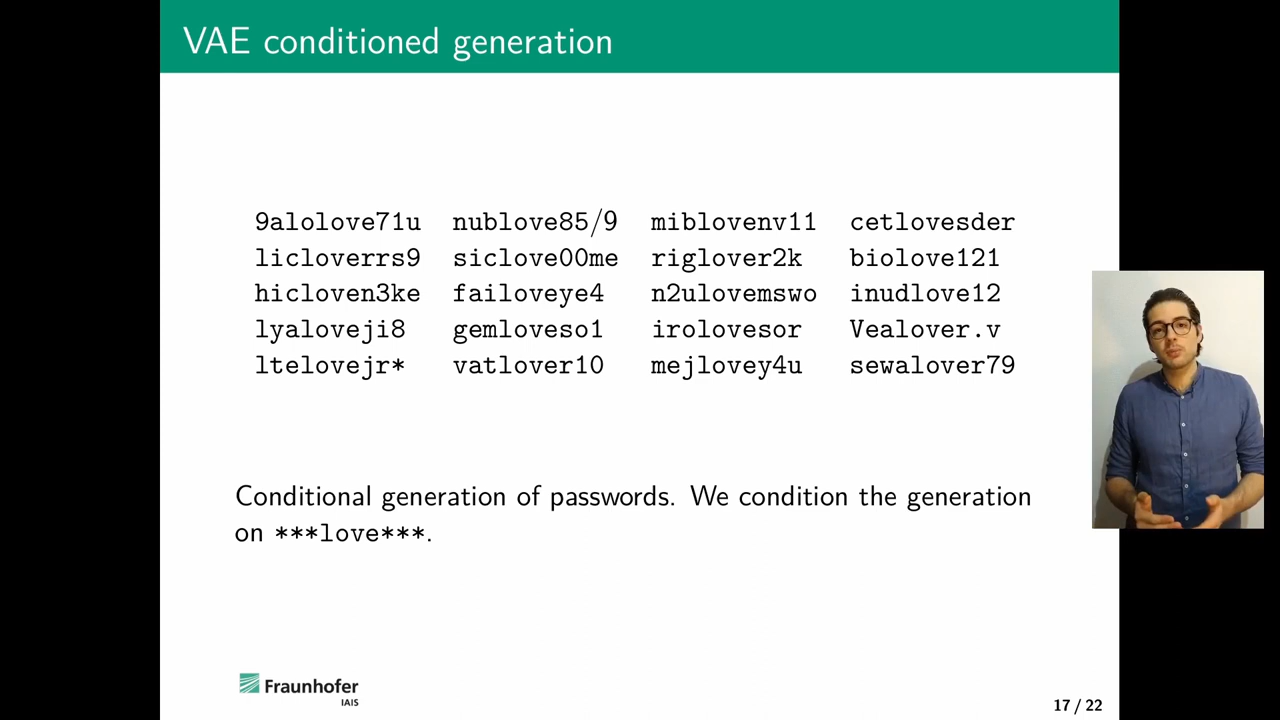 VAE conditioned generation
9alolove71u nublove85/9 miblovenv11 cetlovesder
licloverrs9 siclove00me riglover2k biolove121
hicloven3ke failoveye4 n2ulovemswo inudlove12
lyaloveji8 gemloveso1 irolovesor Vealover.v
ltelovejr* vatlover10 mejlovey4u sewalover79
Conditional generation of passwords. We condition the generation
on ***love***.
Fraunhofer
IAIS
17 / 22